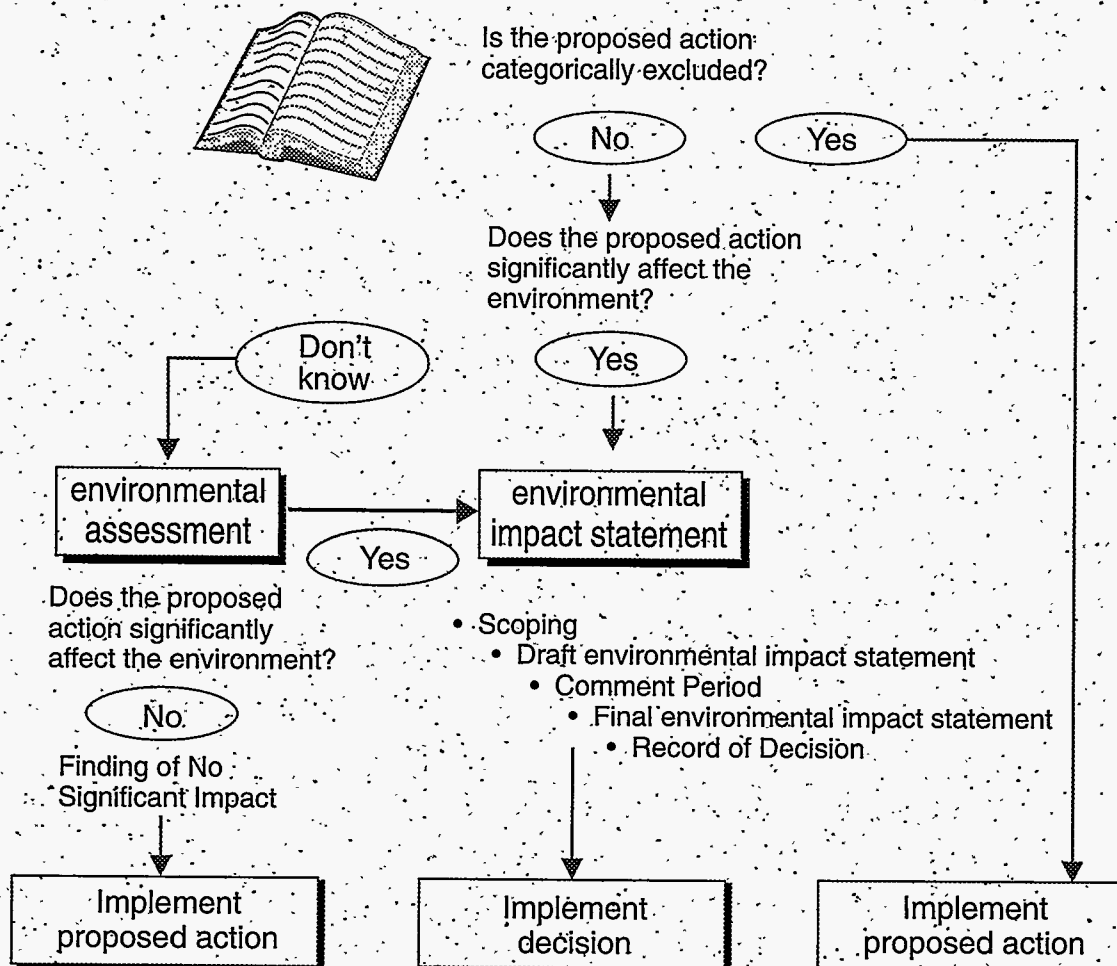 Is the proposed action
categorically excluded?
No
Yes
Does the proposed action
significantly affect the
environment?
Don't
know
Yes
environmental
assessment
environmental
impact statement
Yes
Does the proposed
action significantly
affect the environment?
• Scoping
• Draft environmental impact statement
• Comment Period
• Final environmental impact statement
• Record of Decision
No
Finding of No
Significant Impact
Implement
proposed action
Implement
decision
Implement
proposed action